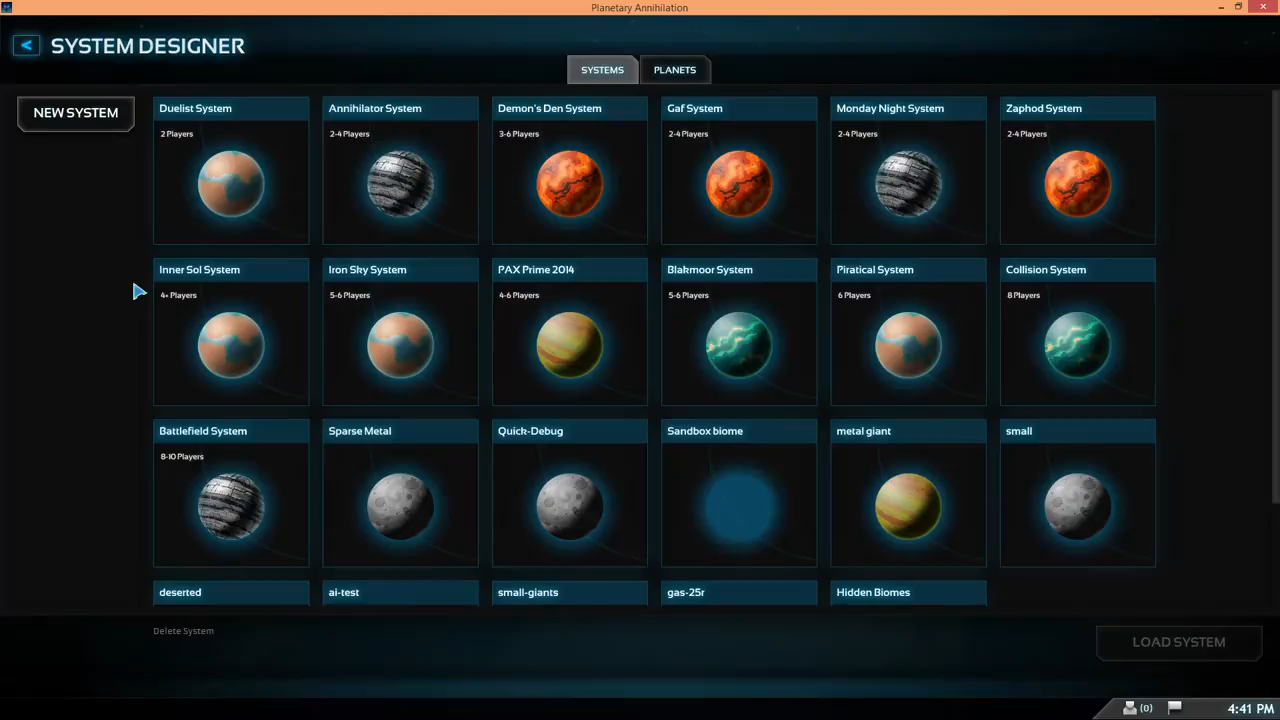 Planetary Annihilation
SYSTEM DESIGNER
SYSTEMS
PLANETS
NEW SYSTEM
Duelist System
Annihilator System
Demon's Den System
Gaf System
Monday Night System
Zaphod System
2 Players
2-4 Players
3-6 Players
2-4 Players
2-4 Players
2-4 Players
Inner Sol System
Iron Sky System
PAX Prime 2014
Blakmoor System
Piratical System
Collision System
4+ Players
5-6 Players
4-6 Players
5-6 Players
6 Players
8 Players
Battlefield System
Sparse Metal
Quick-Debug
Sandbox biome
metal giant
small
8-10 Players
deserted
ai-test
small-giants
gas-25r
Hidden Biomes
Delete System
LOAD SYSTEM
(0)
4:41 PM